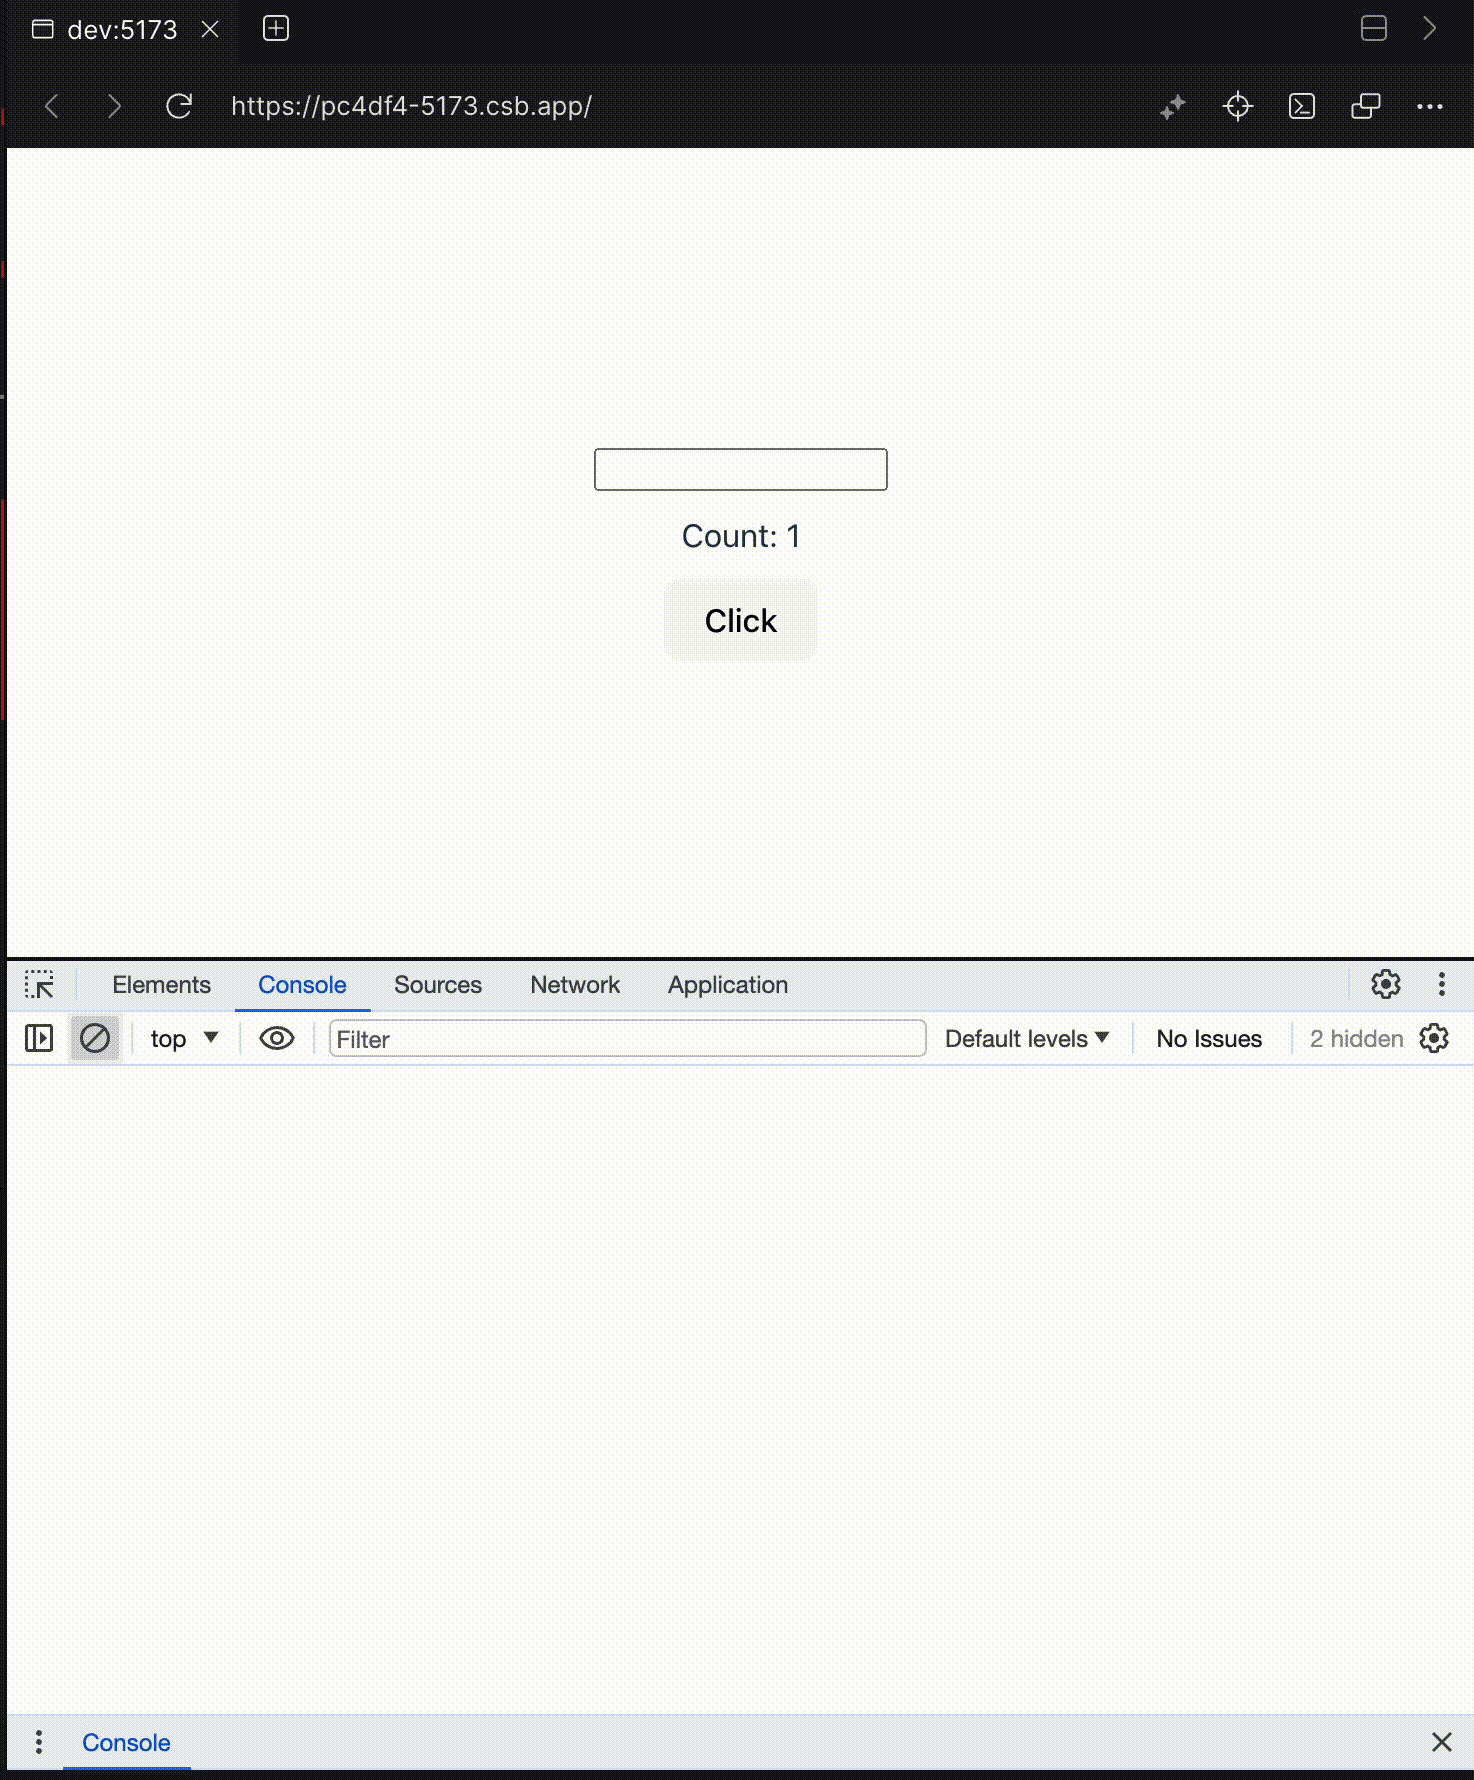 dev:5173
https://pc4df4-5173.csb.app/
Count: 1
Click
Elements Console Sources Network Application
top Filter Default levels No Issues 2 hidden
Console